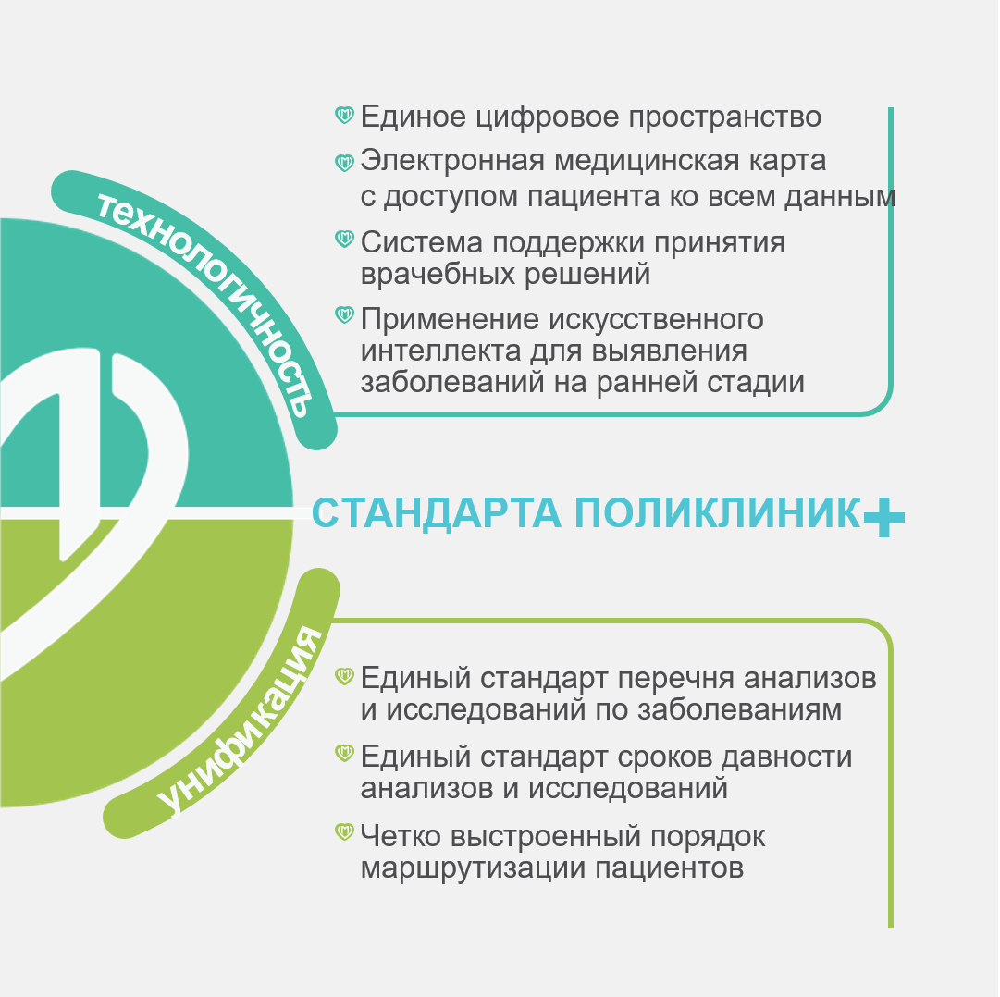 Единое цифровое пространство
Электронная медицинская карта
с доступом пациента ко всем данным
Система поддержки принятия
врачебных решений
Применение искусственного
интеллекта для выявления
заболеваний на ранней стадии
технологичность
СТАНДАРТА ПОЛИКЛИНИК+
унификация
Единый стандарт перечня анализов
и исследований по заболеваниям
Единый стандарт сроков давности
анализов и исследований
Четко выстроенный порядок
маршрутизации пациентов